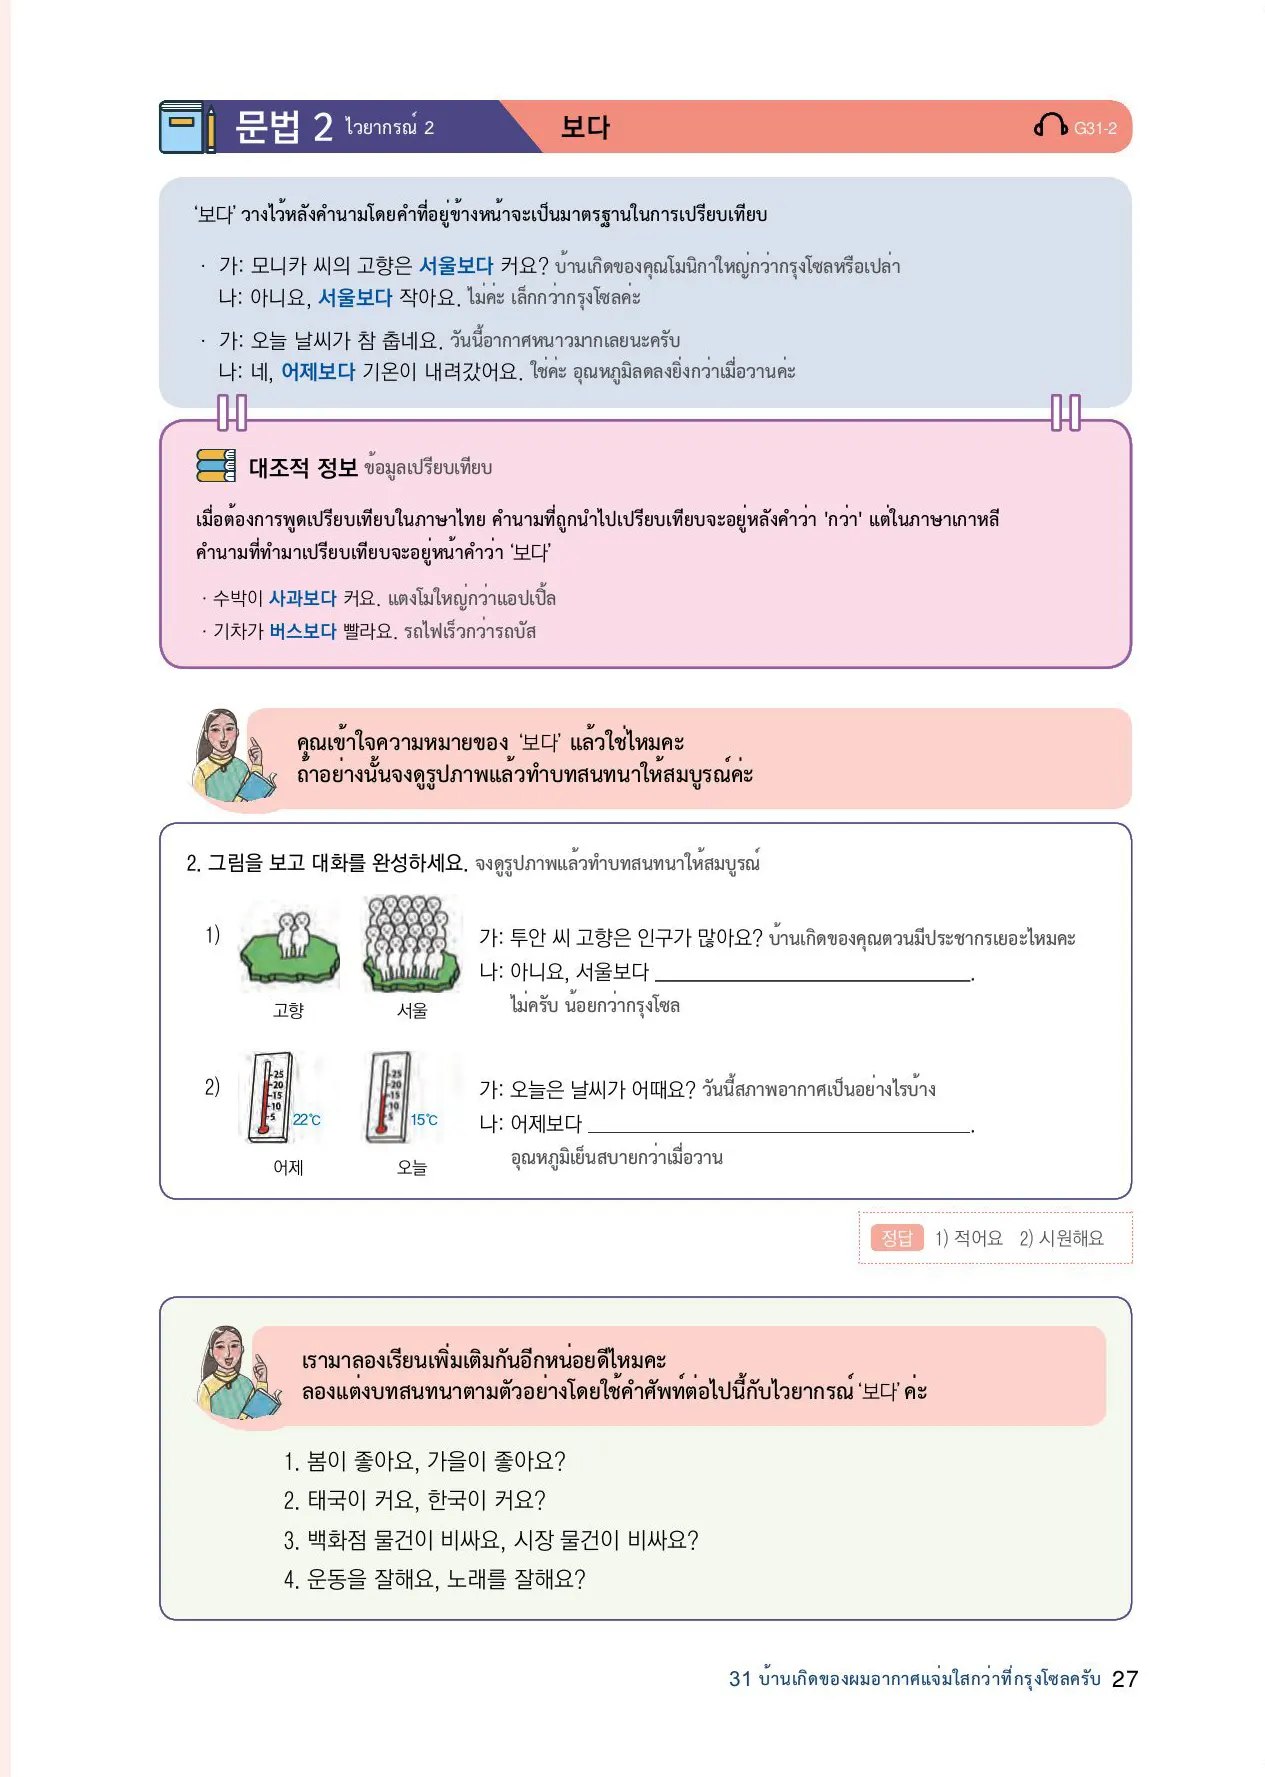 문법 2 ไวยากรณ์ 2 보다 G31-2
‘보다’ วางไว้หลังคำนามโดยคำที่อยู่ข้างหน้าจะเป็นมาตรฐานในการเปรียบเทียบ
· 가: 모니카 씨의 고향은 서울보다 커요? บ้านเกิดของคุณโมนิกาใหญ่กว่ากรุงโซลหรือเปล่า
나: 아니요, 서울보다 작아요. ไม่ค่ะ เล็กกว่ากรุงโซลค่ะ
· 가: 오늘 날씨가 참 춥네요. วันนี้อากาศหนาวมากเลยนะครับ
나: 네, 어제보다 기온이 내려갔어요. ใช่ค่ะ อุณหภูมิลดลงยิ่งกว่าเมื่อวานค่ะ
대조적 정보 ข้อมูลเปรียบเทียบ
เมื่อต้องการพูดเปรียบเทียบในภาษาไทย คำนามที่ถูกนำไปเปรียบเทียบจะอยู่หลังคำว่า 'กว่า' แต่ในภาษาเกาหลี
คำนามที่ทำมาเปรียบเทียบจะอยู่หน้าคำว่า ‘보다’
· 수박이 사과보다 커요. แตงโมใหญ่กว่าแอปเปิ้ล
· 기차가 버스보다 빨라요. รถไฟเร็วกว่ารถบัส
คุณเข้าใจความหมายของ ‘보다’ แล้วใช่ไหมคะ
ถ้าอย่างนั้นจงดูรูปภาพแล้วทำบทสนทนาให้สมบูรณ์ค่ะ
2. 그림을 보고 대화를 완성하세요. จงดูรูปภาพแล้วทำบทสนทนาให้สมบูรณ์
1)
고향 서울
가: 투안 씨 고향은 인구가 많아요? บ้านเกิดของคุณตวนมีประชากรเยอะไหมคะ
나: 아니요, 서울보다 ______________________________.
ไม่ครับ น้อยกว่ากรุงโซล
2)
25 20 15 10 5 22℃
25 20 15 10 5 15℃
어제 오늘
가: 오늘은 날씨가 어때요? วันนี้สภาพอากาศเป็นอย่างไรบ้าง
나: 어제보다 ____________________________________.
อุณหภูมิเย็นสบายกว่าเมื่อวาน
정답 1) 적어요 2) 시원해요
เรามาลองเรียนเพิ่มเติมกันอีกหน่อยดีไหมคะ
ลองแต่งบทสนทนาตามตัวอย่างโดยใช้คำศัพท์ต่อไปนี้กับไวยากรณ์ ‘보다’ ค่ะ
1. 봄이 좋아요, 가을이 좋아요?
2. 태국이 커요, 한국이 커요?
3. 백화점 물건이 비싸요, 시장 물건이 비싸요?
4. 운동을 잘해요, 노래를 잘해요?
31 บ้านเกิดของผมอากาศแจ่มใสกว่าที่กรุงโซลครับ 27